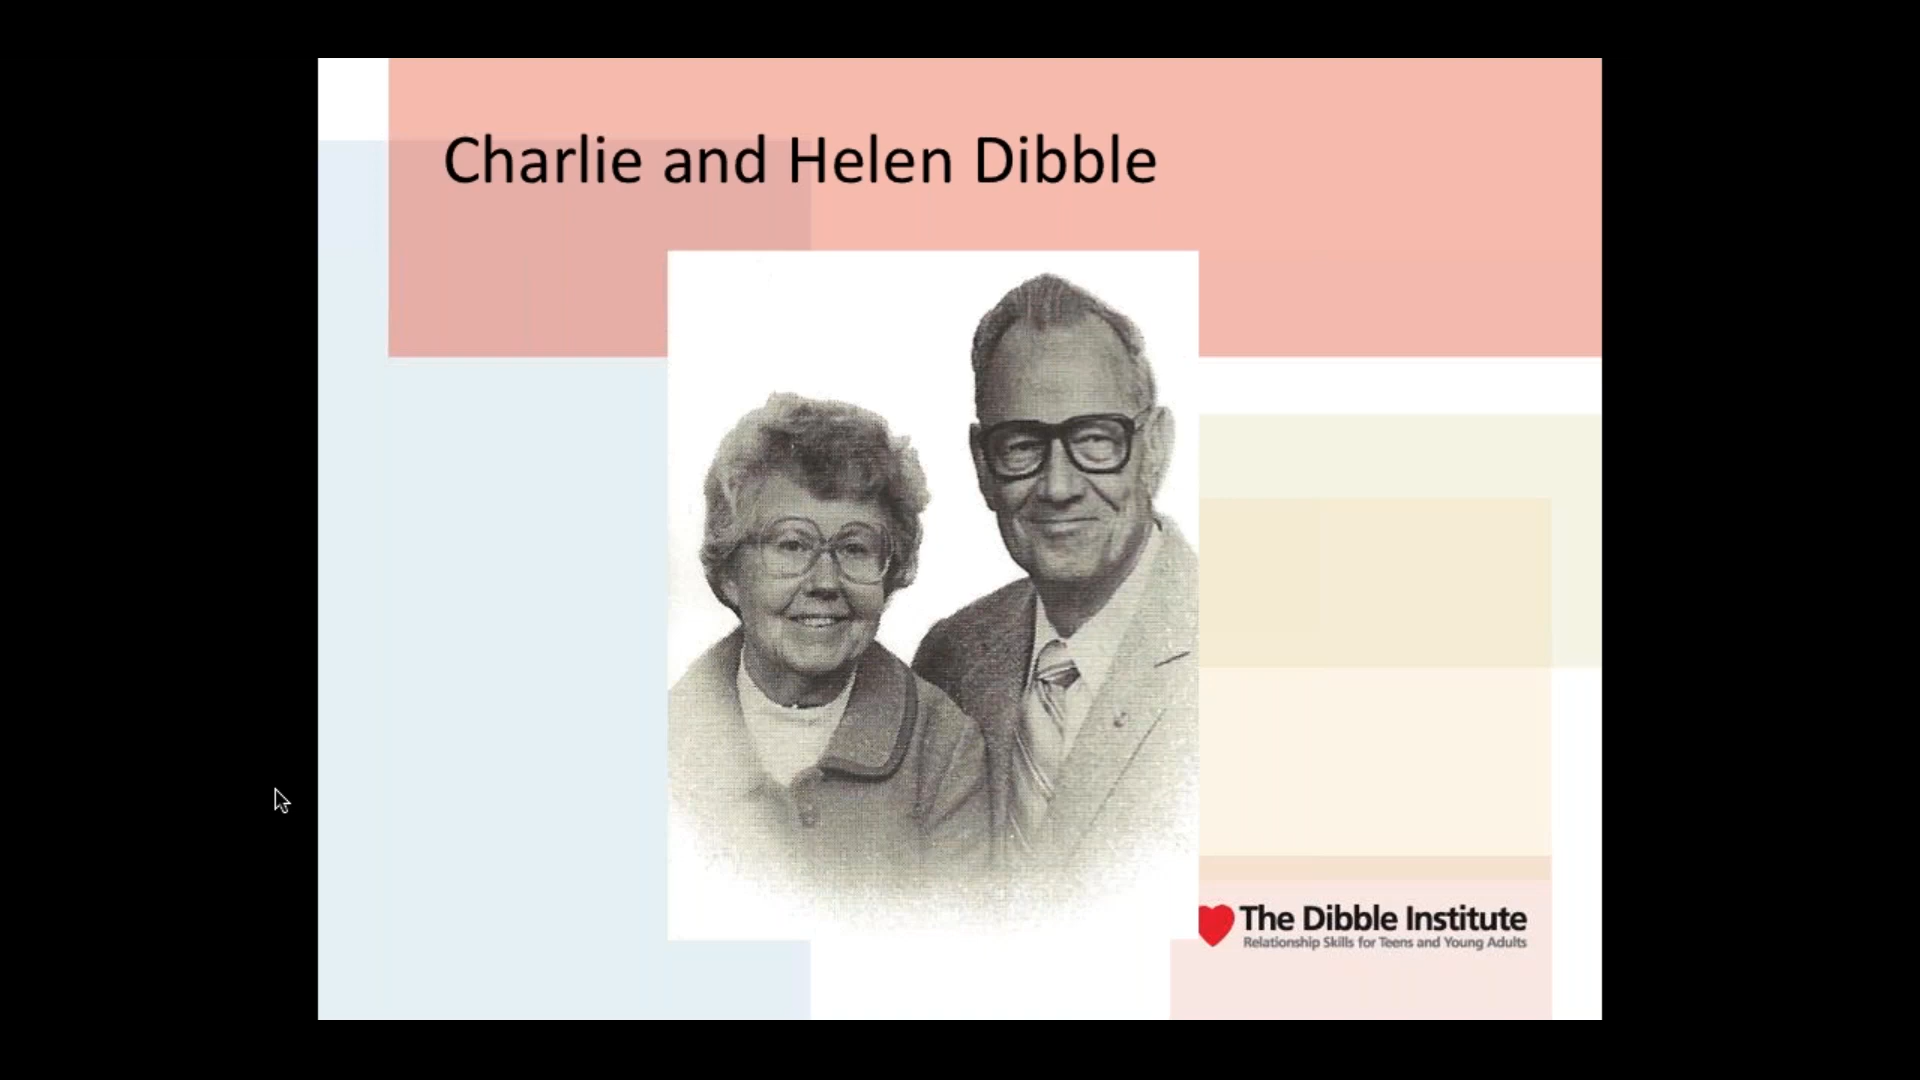 Charlie and Helen Dibble
The Dibble Institute
Relationship Skills for Teens and Young Adults